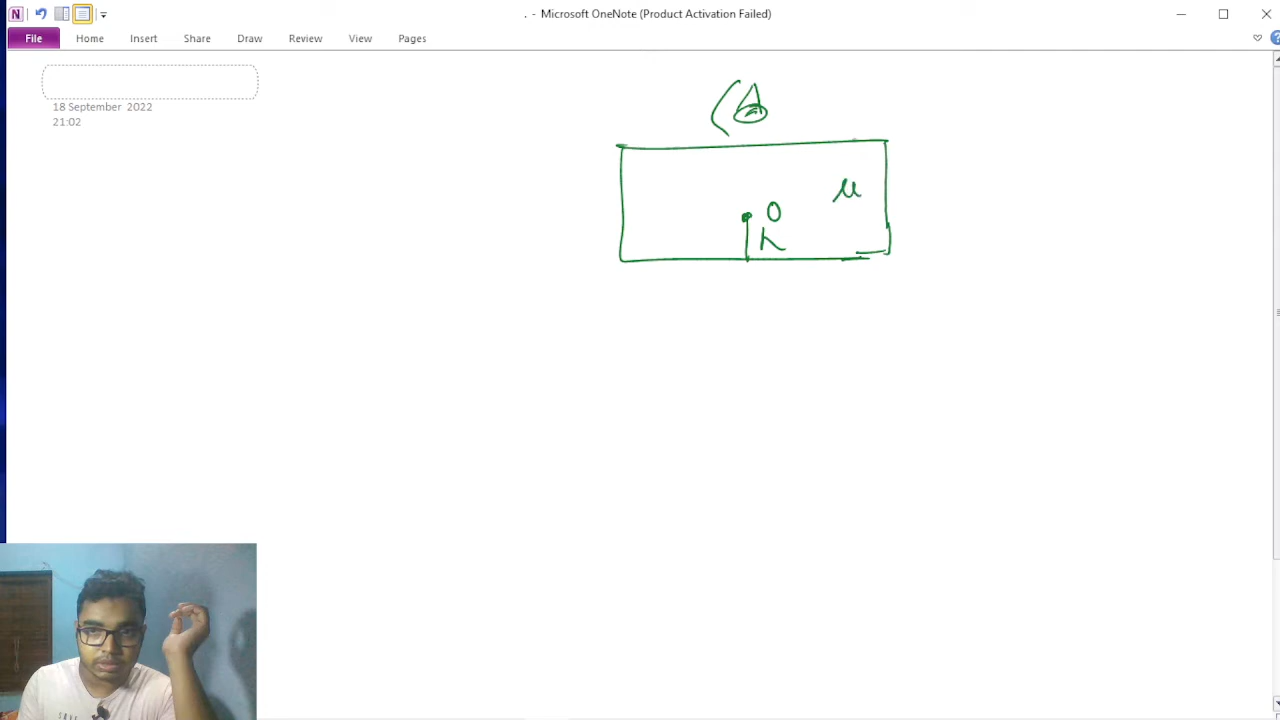 . - Microsoft OneNote (Product Activation Failed)
File Home Insert Share Draw Review View Pages
18 September 2022
21:02
μ
O
h